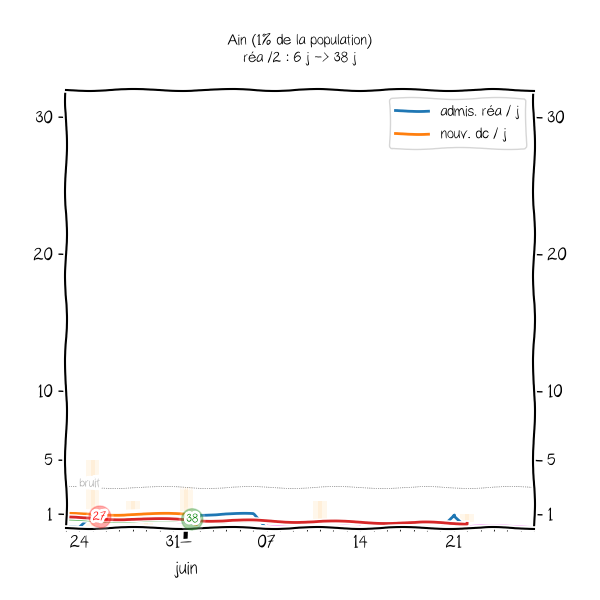 Ain (1% de la population)
réa /2 : 6 j -> 38 j
admis. réa / j
nouv. dc / j
30
30
20
20
10
10
5
5
bruit
1
27
38
1
24
31
07
14
21
juin